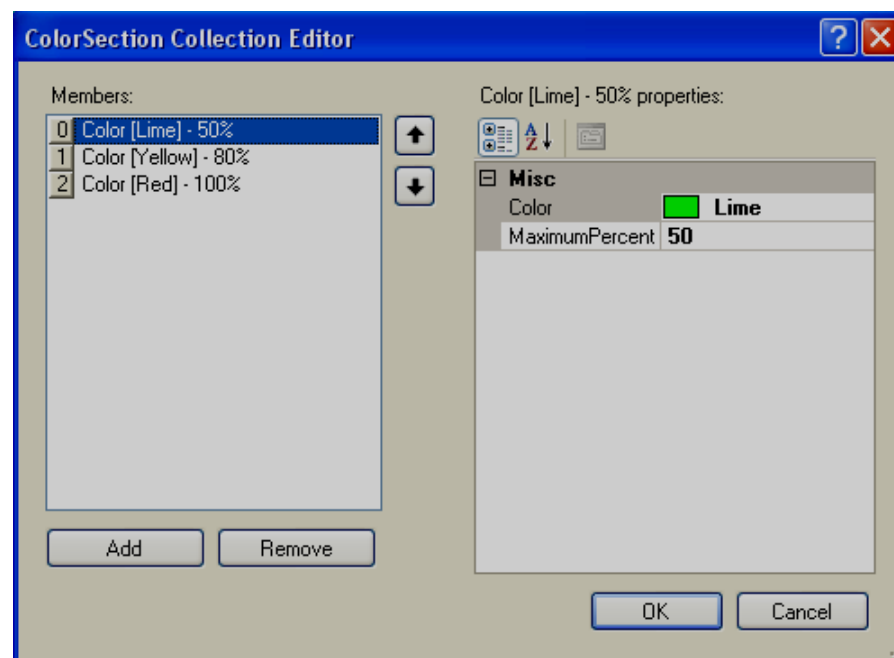 ColorSection Collection Editor
Members:
0 Color [Lime] - 50%
1 Color [Yellow] - 80%
2 Color [Red] - 100%
Add Remove
Color [Lime] - 50% properties:
A Z
Misc
Color Lime
MaximumPercent 50
OK Cancel